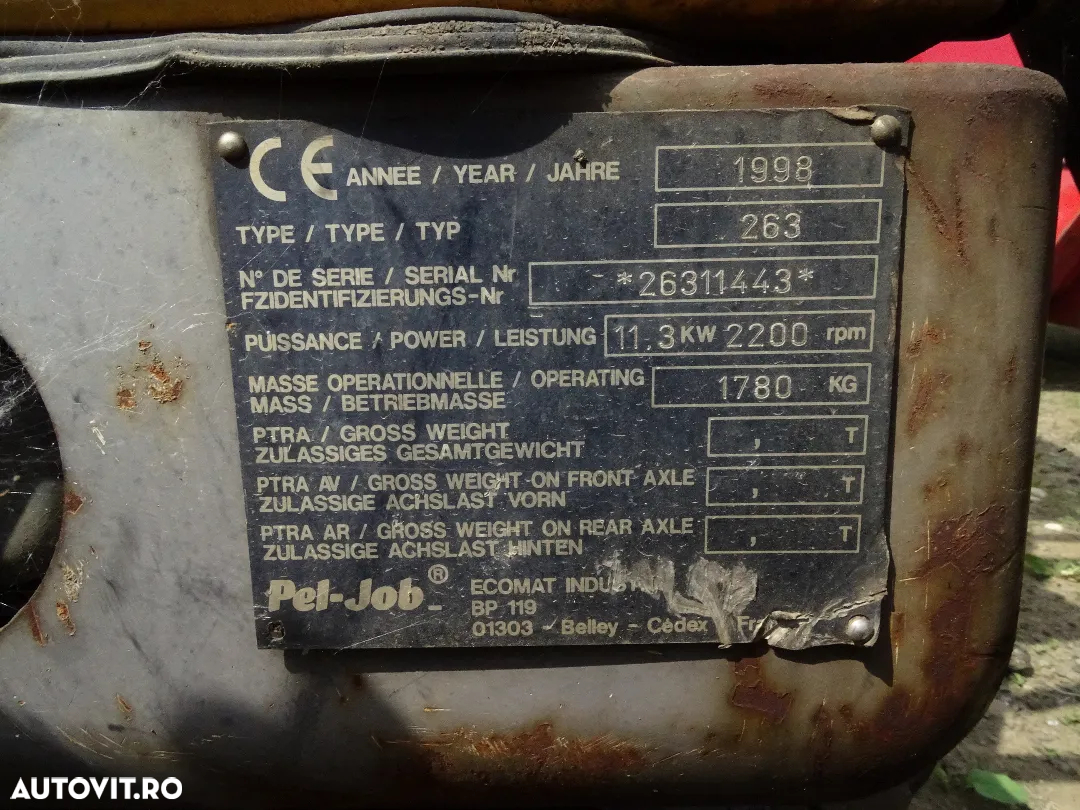 CE ANNEE / YEAR / JAHRE 1998
TYPE / TYPE / TYP 263
N° DE SERIE / SERIAL Nr
FZIDENTIFIZIERUNGS-Nr *26311443*
PUISSANCE / POWER / LEISTUNG 11.3 KW 2200 rpm
MASSE OPERATIONNELLE / OPERATING
MASS / BETRIEBMASSE 1780 KG
PTRA / GROSS WEIGHT
ZULASSIGES GESAMTGEWICHT , T
PTRA AV / GROSS WEIGHT ON FRONT AXLE
ZULASSIGE ACHSLAST VORN , T
PTRA AR / GROSS WEIGHT ON REAR AXLE
ZULASSIGE ACHSLAST HINTEN , T
Pel-Job® ECOMAT
BP 119
01303 - Belley - Cedex
AUTOVIT.RO